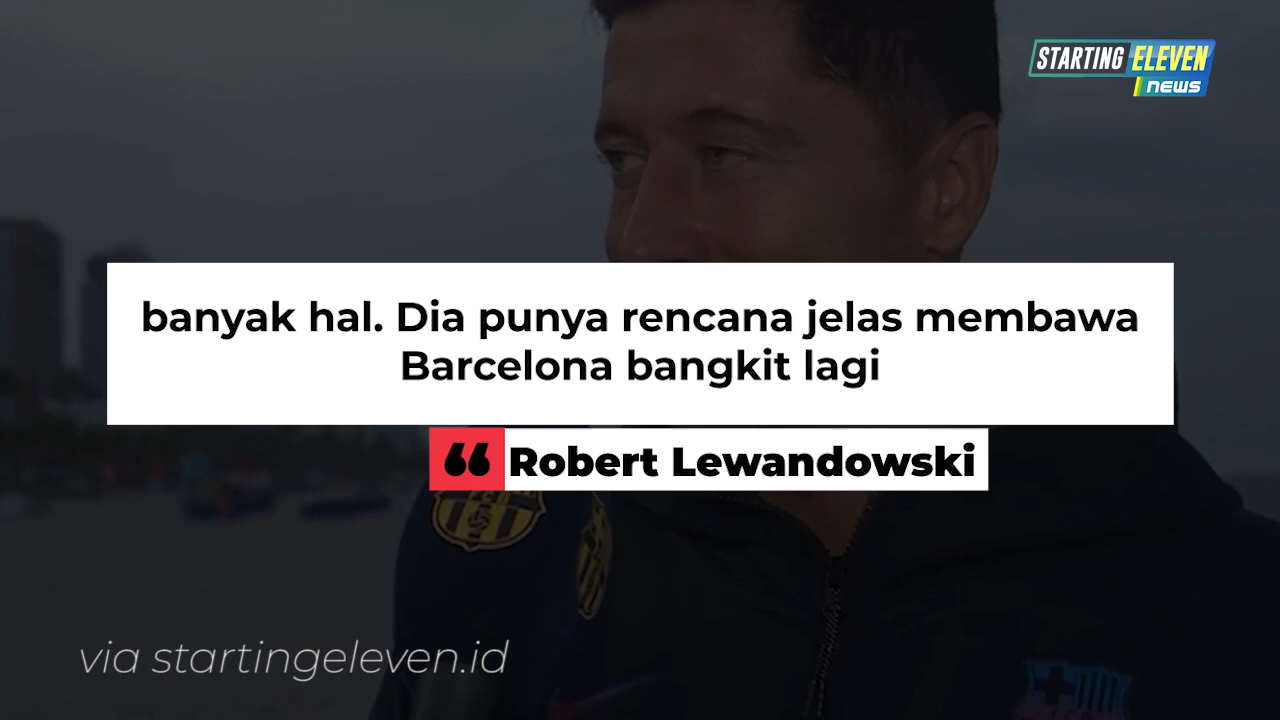 STARTING ELEVEN
news
banyak hal. Dia punya rencana jelas membawa
Barcelona bangkit lagi
“ Robert Lewandowski
via startingeleven.id